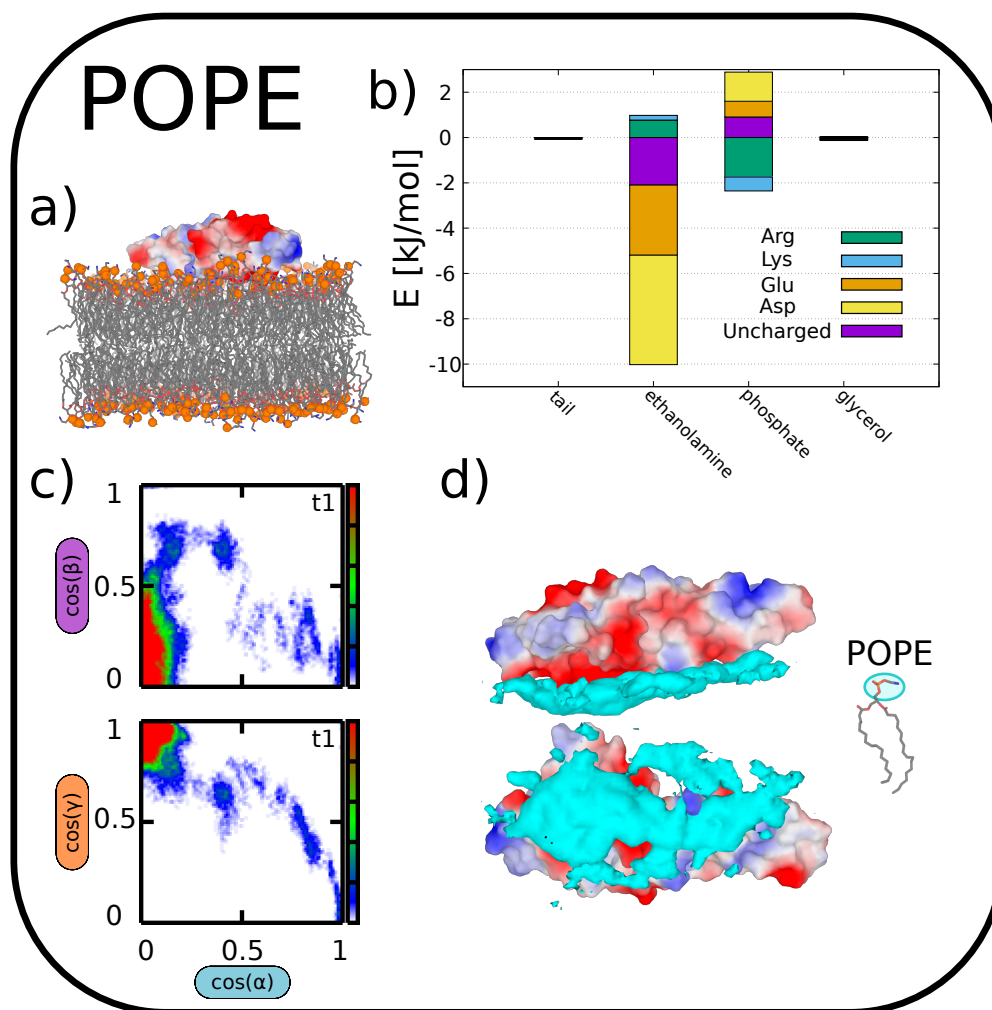 POPE
a)
b)
E [kJ/mol]
2
0
-2
-4
-6
-8
-10
Arg
Lys
Glu
Asp
Uncharged
tail
ethanolamine
phosphate
glycerol
c)
t1
cos(β)
1
0.5
0
t1
cos(γ)
1
0.5
0
0 0.5 1
cos(α)
d)
POPE